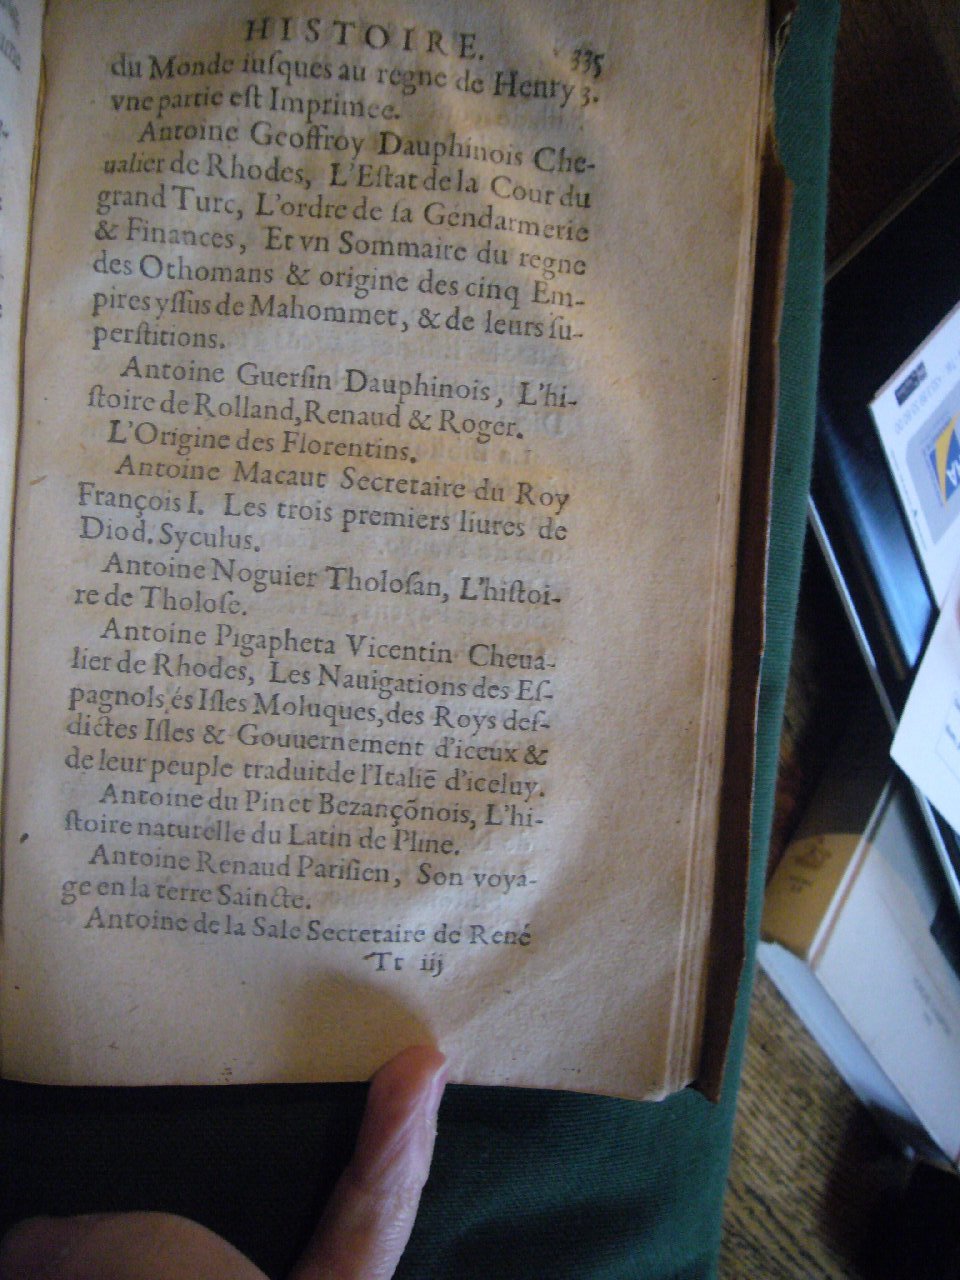 HISTOIRE. 335
du Monde iuſques au regne de Henry 3.
vne partie eſt Imprimee.
Antoine Geoffroy Dauphinois Che-
ualier de Rhodes, L'Eſtat de la Cour du
grand Turc, L'ordre de ſa Gendarmerie
& Finances, Et vn Sommaire du regne
des Othomans & origine des cinq Em-
pires yſſus de Mahommet, & de leurs ſu-
perſtitions.
Antoine Guerſin Dauphinois, L'hi-
ſtoire de Rolland, Renaud & Roger.
L'Origine des Florentins.
Antoine Macaut Secretaire du Roy
François I. Les trois premiers liures de
Diod. Syculus.
Antoine Noguier Tholoſan, L'hiſtoi-
re de Tholoſe.
Antoine Pigapheta Vicentin Cheua-
lier de Rhodes, Les Nauigations des Eſ-
pagnols és Iſles Moluques, des Roys deſ-
dictes Iſles & Gouuernement d'iceux &
de leur peuple traduit de l'Italiē d'iceluy.
Antoine du Pinet Bezançõnois, L'hi-
ſtoire naturelle du Latin de Pline.
Antoine Renaud Pariſien, Son voya-
ge en la terre Saincte.
Antoine de la Sale Secretaire de René
Tt iij